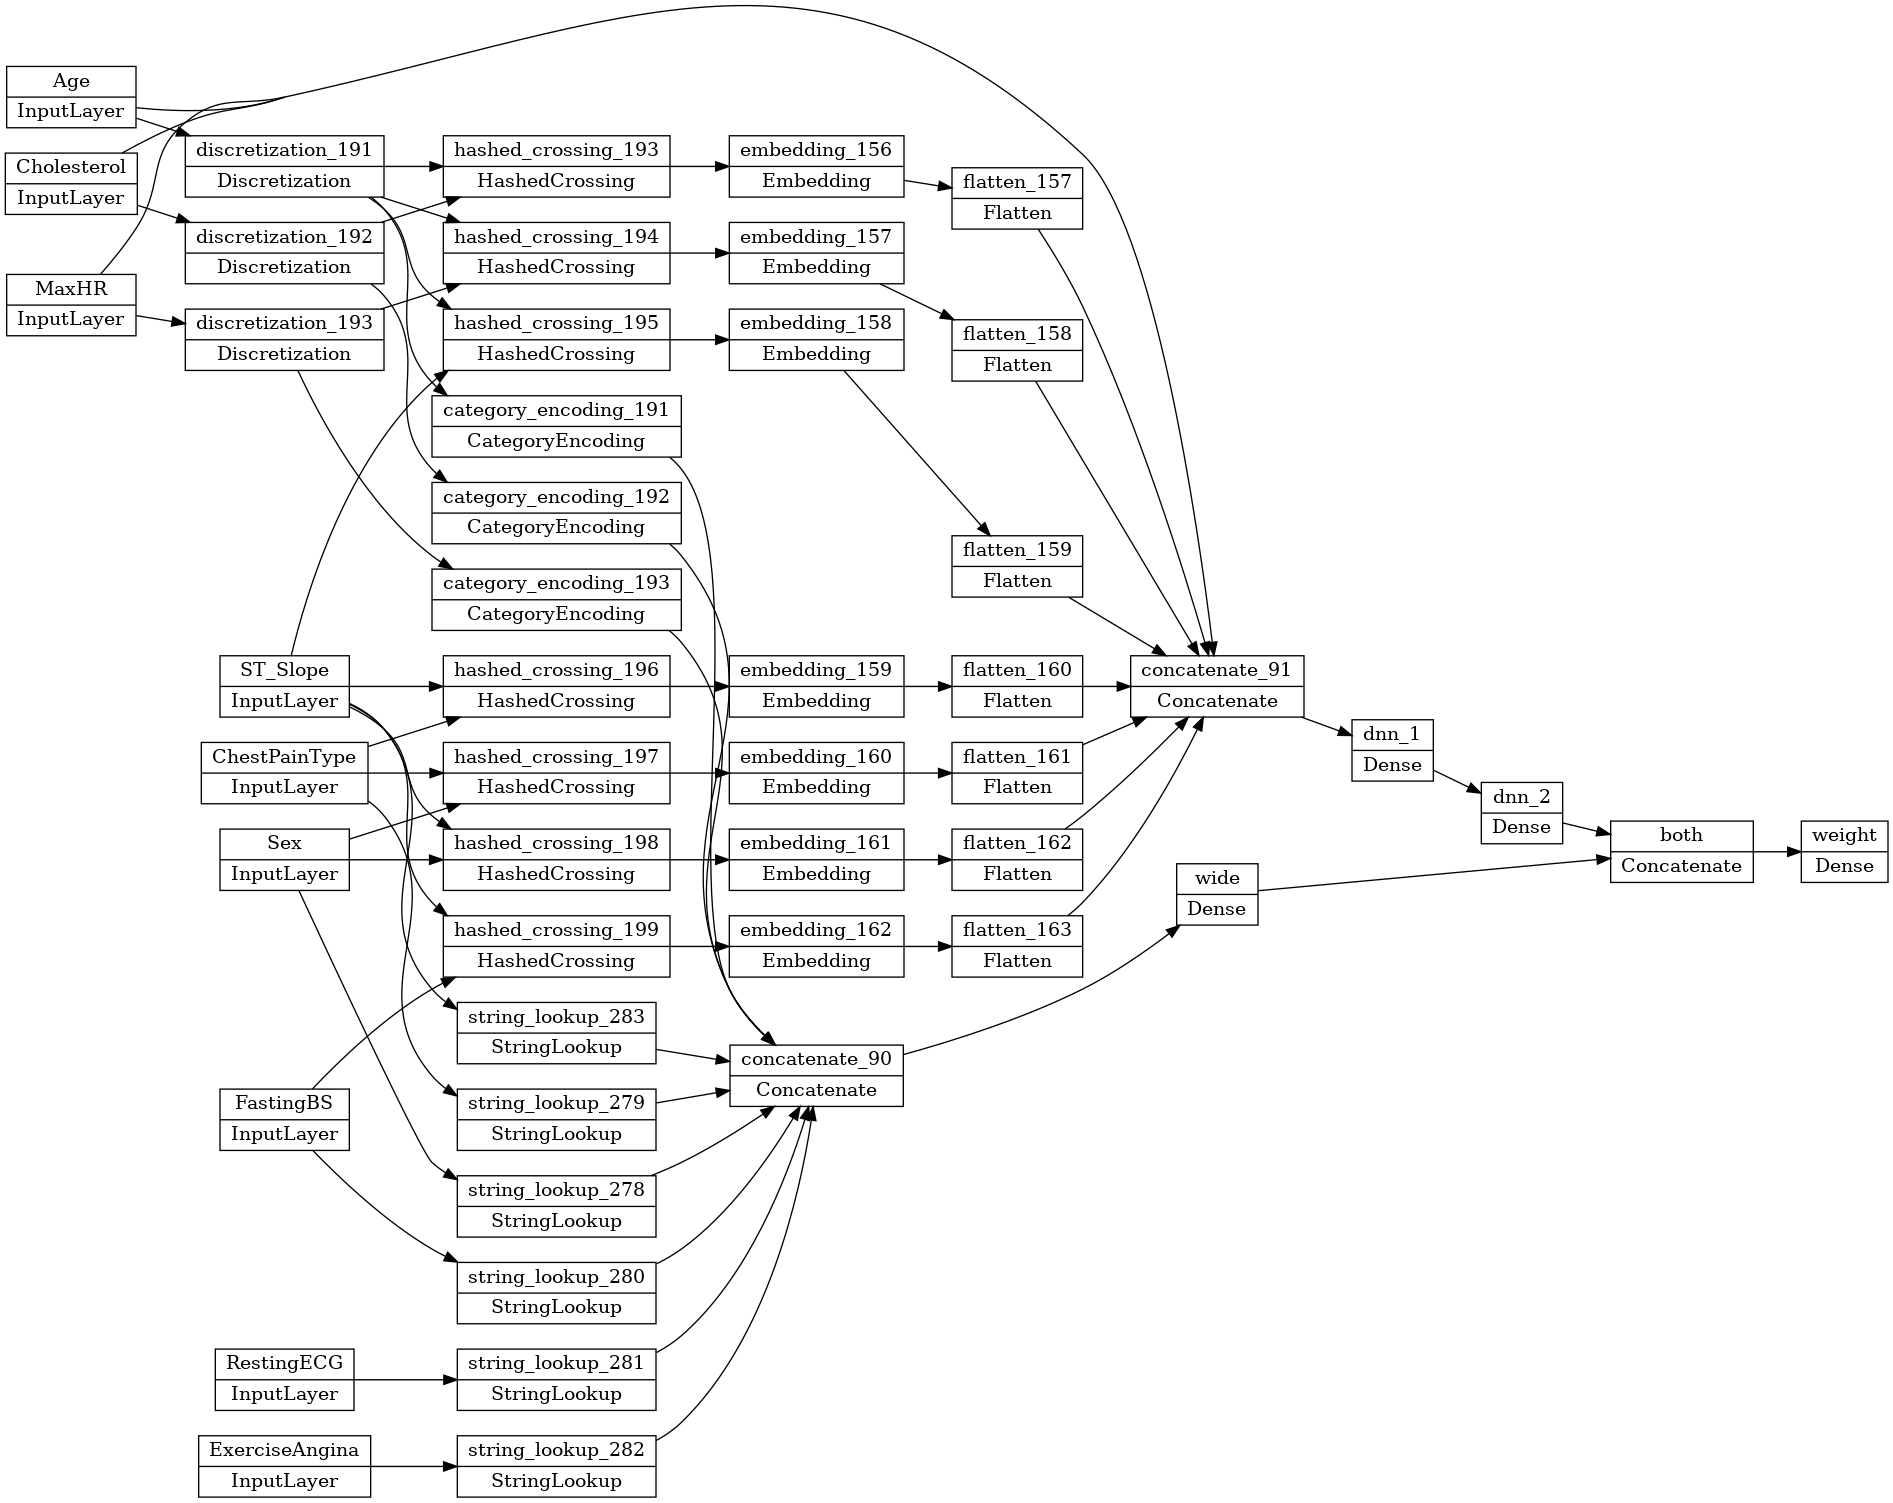 Age
InputLayer
Cholesterol
InputLayer
MaxHR
InputLayer
discretization_191
Discretization
discretization_192
Discretization
discretization_193
Discretization
ST_Slope
InputLayer
ChestPainType
InputLayer
Sex
InputLayer
FastingBS
InputLayer
RestingECG
InputLayer
ExerciseAngina
InputLayer
hashed_crossing_193
HashedCrossing
hashed_crossing_194
HashedCrossing
hashed_crossing_195
HashedCrossing
category_encoding_191
CategoryEncoding
category_encoding_192
CategoryEncoding
category_encoding_193
CategoryEncoding
hashed_crossing_196
HashedCrossing
hashed_crossing_197
HashedCrossing
hashed_crossing_198
HashedCrossing
hashed_crossing_199
HashedCrossing
string_lookup_283
StringLookup
string_lookup_279
StringLookup
string_lookup_278
StringLookup
string_lookup_280
StringLookup
string_lookup_281
StringLookup
string_lookup_282
StringLookup
embedding_156
Embedding
embedding_157
Embedding
embedding_158
Embedding
embedding_159
Embedding
embedding_160
Embedding
embedding_161
Embedding
embedding_162
Embedding
concatenate_90
Concatenate
flatten_157
Flatten
flatten_158
Flatten
flatten_159
Flatten
flatten_160
Flatten
flatten_161
Flatten
flatten_162
Flatten
flatten_163
Flatten
concatenate_91
Concatenate
wide
Dense
dnn_1
Dense
dnn_2
Dense
both
Concatenate
weight
Dense